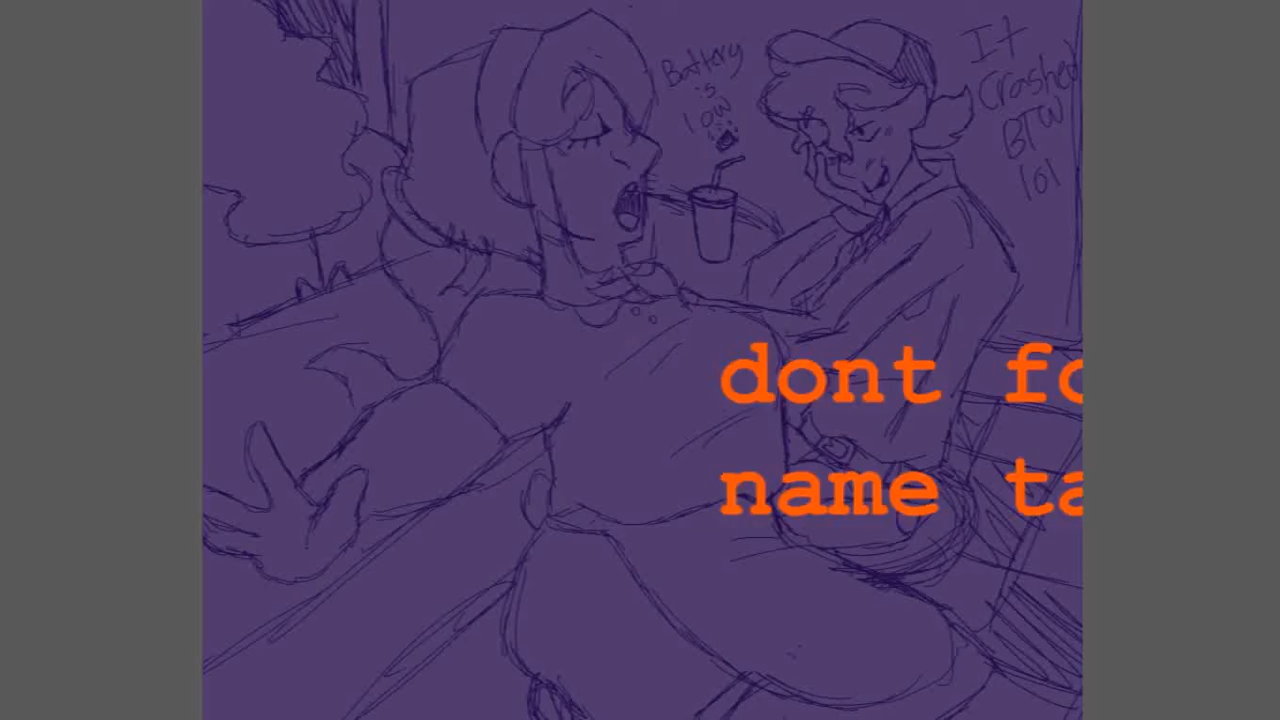 Battery
is
low
It
Crashed
BTW
lol
dont fo
name ta